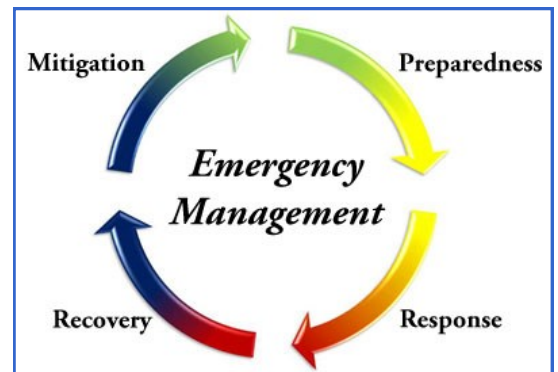 Mitigation
Preparedness
Emergency
Management
Recovery
Response